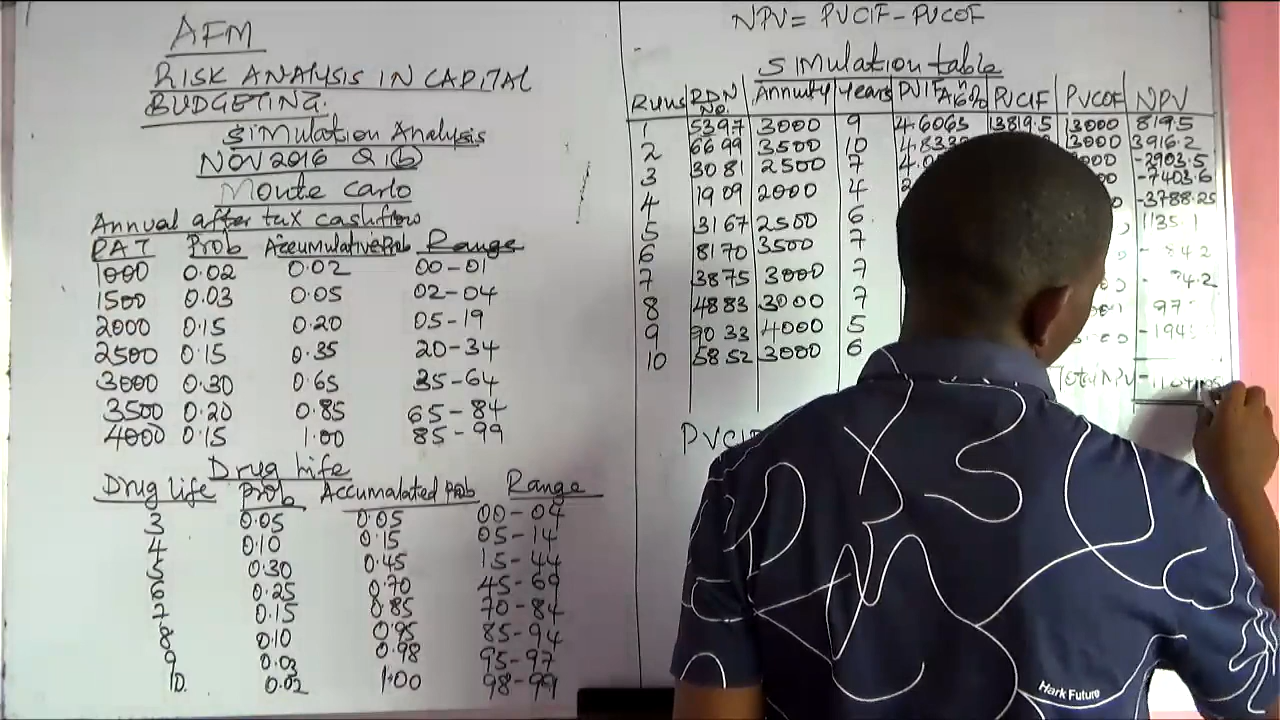 AFM
RISK ANALYSIS IN CAPITAL
BUDGETING.
Simulation Analysis
NOV 2016 Q1(b)
Monte Carlo
Annual after tax cashflow
PAT Prob Accumulative Prob Range
1000 0.02 0.02 00-01
1500 0.03 0.05 02-04
2000 0.15 0.20 05-19
2500 0.15 0.35 20-34
3000 0.30 0.65 35-64
3500 0.20 0.85 65-84
4000 0.15 1.00 85-99
Drug life
Drug life Prob Accumulated Prob Range
3 0.05 0.05 00-04
4 0.10 0.15 05-14
5 0.30 0.45 15-44
6 0.25 0.70 45-69
7 0.15 0.85 70-84
8 0.10 0.95 85-94
9 0.03 0.98 95-97
10. 0.02 1.00 98-99
NPV = PVCIF - PVCOF
Simulation table
Runs RDN No. Annuity Years PVIFA n 16% PVCIF PVCOF NPV
1 5397 3000 9 4.6065 13819.5 13000 819.5
2 6699 3500 10 3000 3916.2
3 3081 2500 7 -2903.5
4 1909 2000 4 -7403.6
5 3167 2500 6 -3788.25
6 8170 3500 7 1135.1
7 3875 3000 7
8 4883 3000 7
9 9033 4000 5
10 5852 3000 6
Total NPV
Hark Future